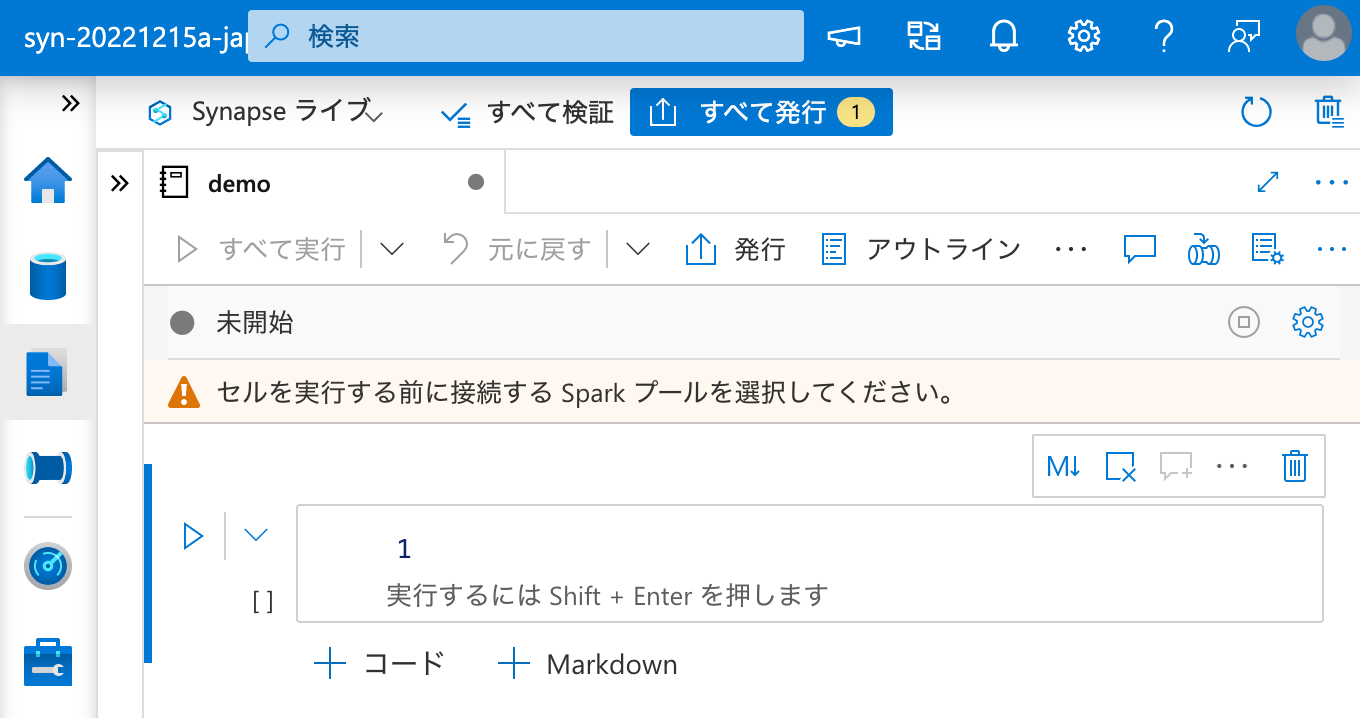 syn-20221215a-jap
検索
Synapse ライブ
すべて検証
すべて発行 1
demo
すべて実行
元に戻す
発行
アウトライン
未開始
セルを実行する前に接続する Spark プールを選択してください。
M↓
1
実行するには Shift + Enter を押します
[ ]
コード
Markdown